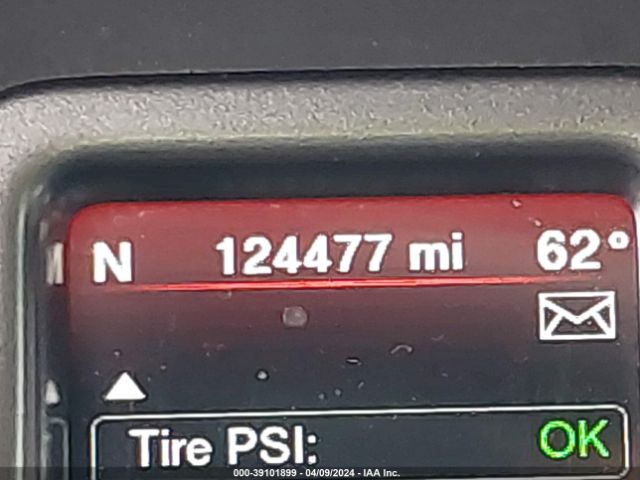 N 124477 mi 62°
Tire PSI: OK
000-39101899 - 04/09/2024 - IAA Inc.